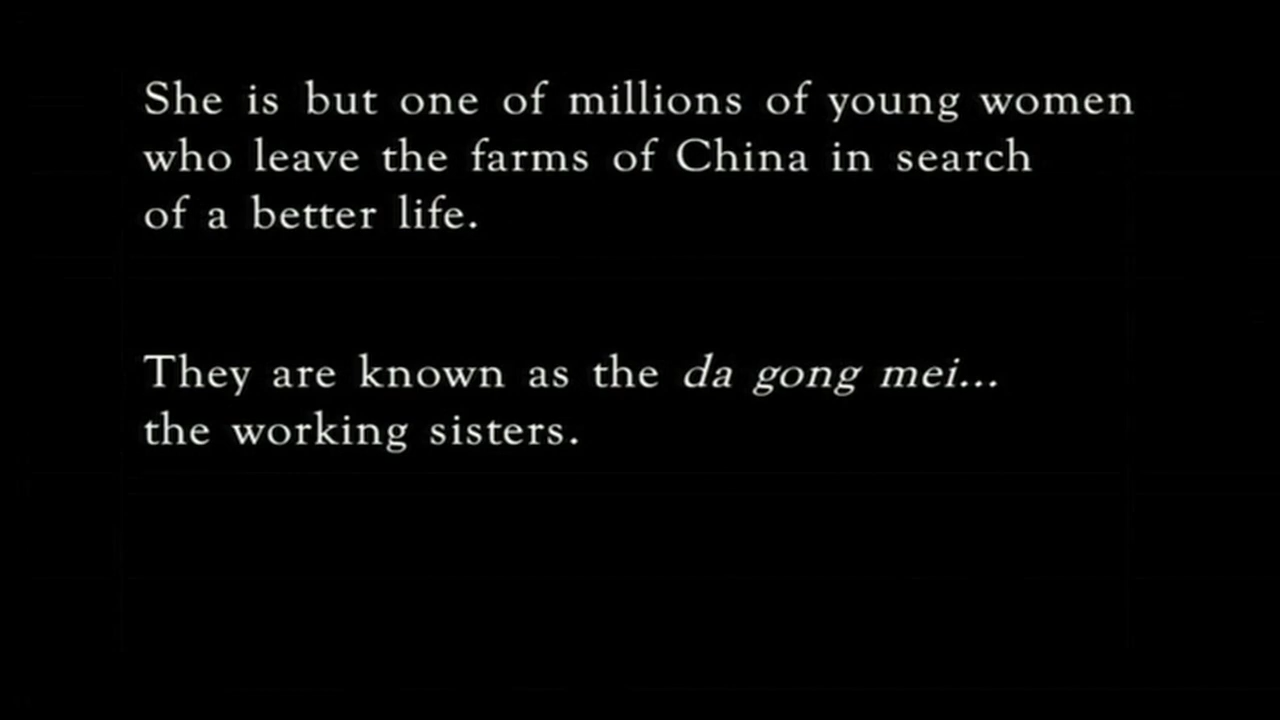 She is but one of millions of young women
who leave the farms of China in search
of a better life.
They are known as the da gong mei...
the working sisters.